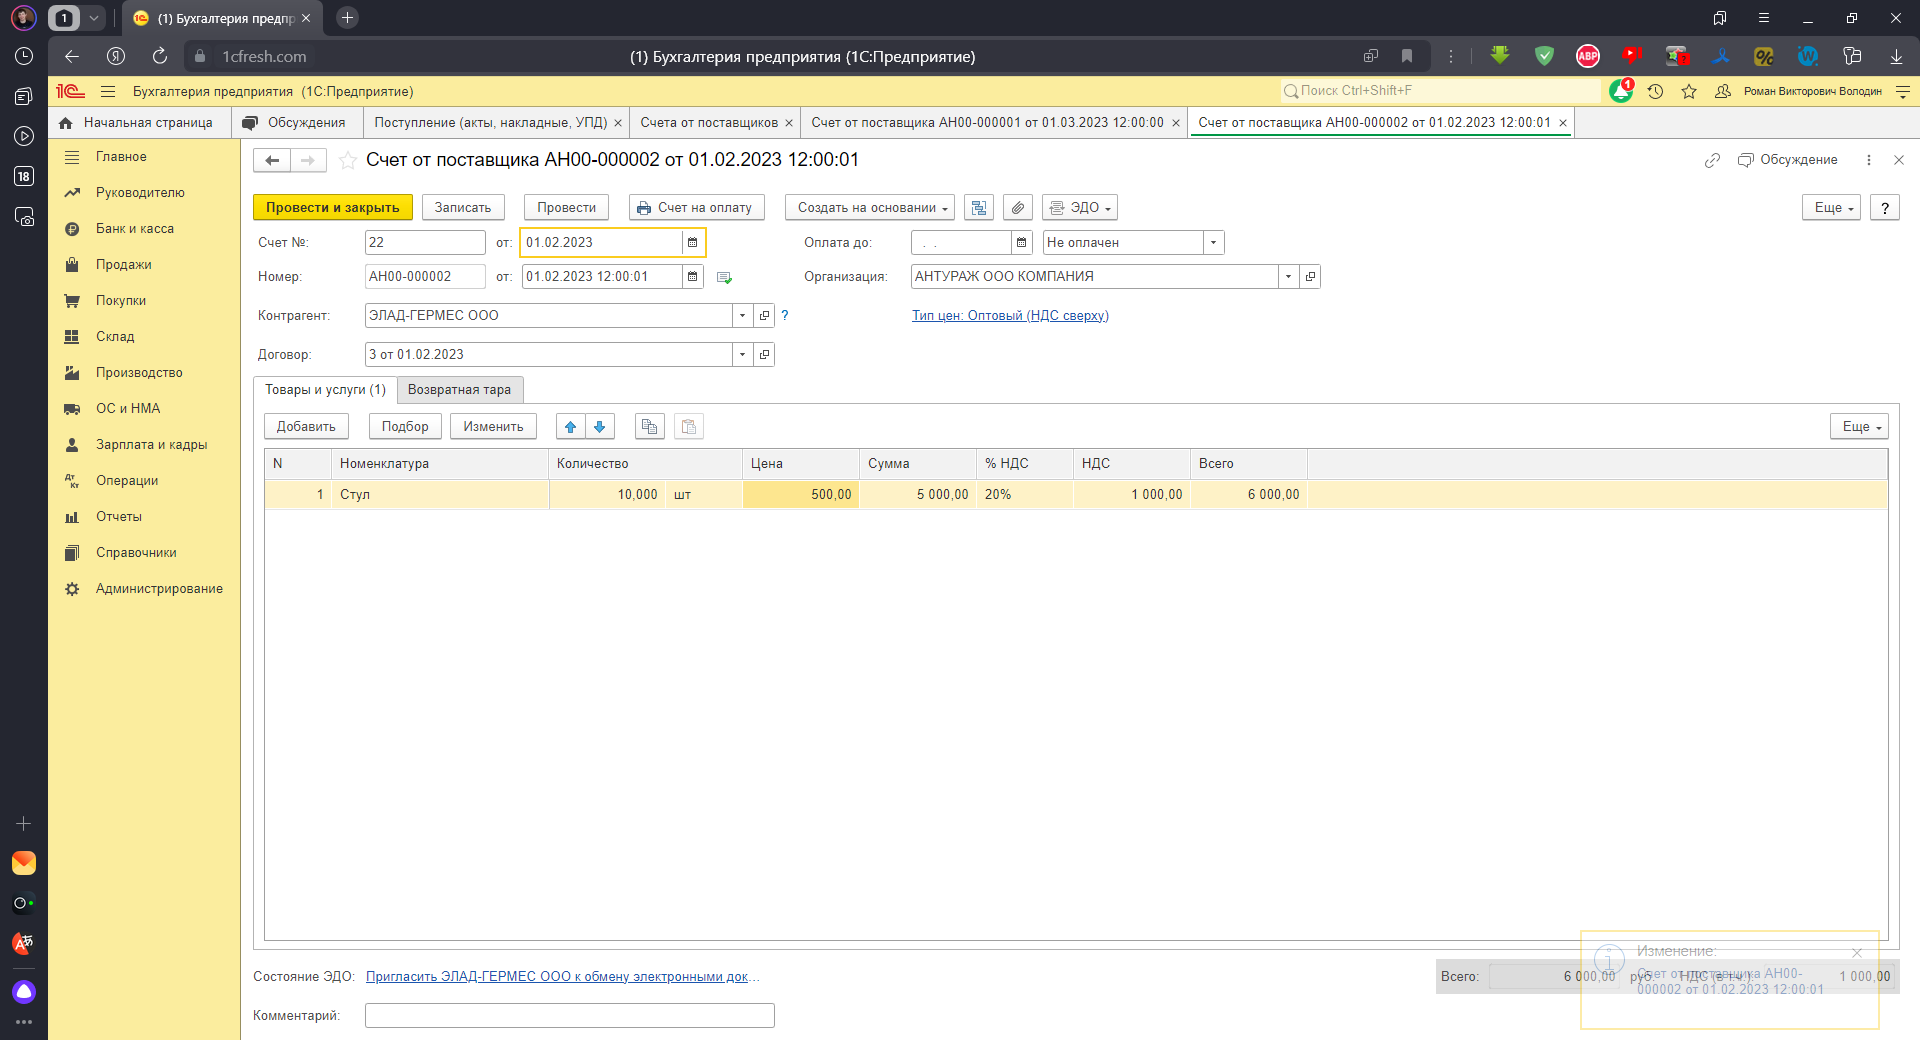 1
(1) Бухгалтерия предпр
1cfresh.com
(1) Бухгалтерия предприятия (1С:Предприятие)
ABP
18
1С
Бухгалтерия предприятия (1С:Предприятие)
Поиск Ctrl+Shift+F
1
Роман Викторович Володин
Начальная страница
Обсуждения
Поступление (акты, накладные, УПД)
Счета от поставщиков
Счет от поставщика АН00-000001 от 01.03.2023 12:00:00
Счет от поставщика АН00-000002 от 01.02.2023 12:00:01
Главное
Руководителю
Банк и касса
Продажи
Покупки
Склад
Производство
ОС и НМА
Зарплата и кадры
Операции
Отчеты
Справочники
Администрирование
Счет от поставщика АН00-000002 от 01.02.2023 12:00:01
Обсуждение
Провести и закрыть
Записать
Провести
Счет на оплату
Создать на основании
ЭДО
Еще
?
Счет №: 22 от: 01.02.2023
Оплата до: . . Не оплачен
Номер: АН00-000002 от: 01.02.2023 12:00:01
Организация: АНТУРАЖ ООО КОМПАНИЯ
Контрагент: ЭЛАД-ГЕРМЕС ООО ?
Тип цен: Оптовый (НДС сверху)
Договор: 3 от 01.02.2023
Товары и услуги (1)
Возвратная тара
Добавить
Подбор
Изменить
Еще
N Номенклатура Количество Цена Сумма % НДС НДС Всего
1 Стул 10,000 шт 500,00 5 000,00 20% 1 000,00 6 000,00
Состояние ЭДО: Пригласить ЭЛАД-ГЕРМЕС ООО к обмену электронными док...
Всего: 6 000,00 руб. НДС (в т.ч.): 1 000,00
Изменение:
Счет от поставщика АН00-
000002 от 01.02.2023 12:00:01
Комментарий: